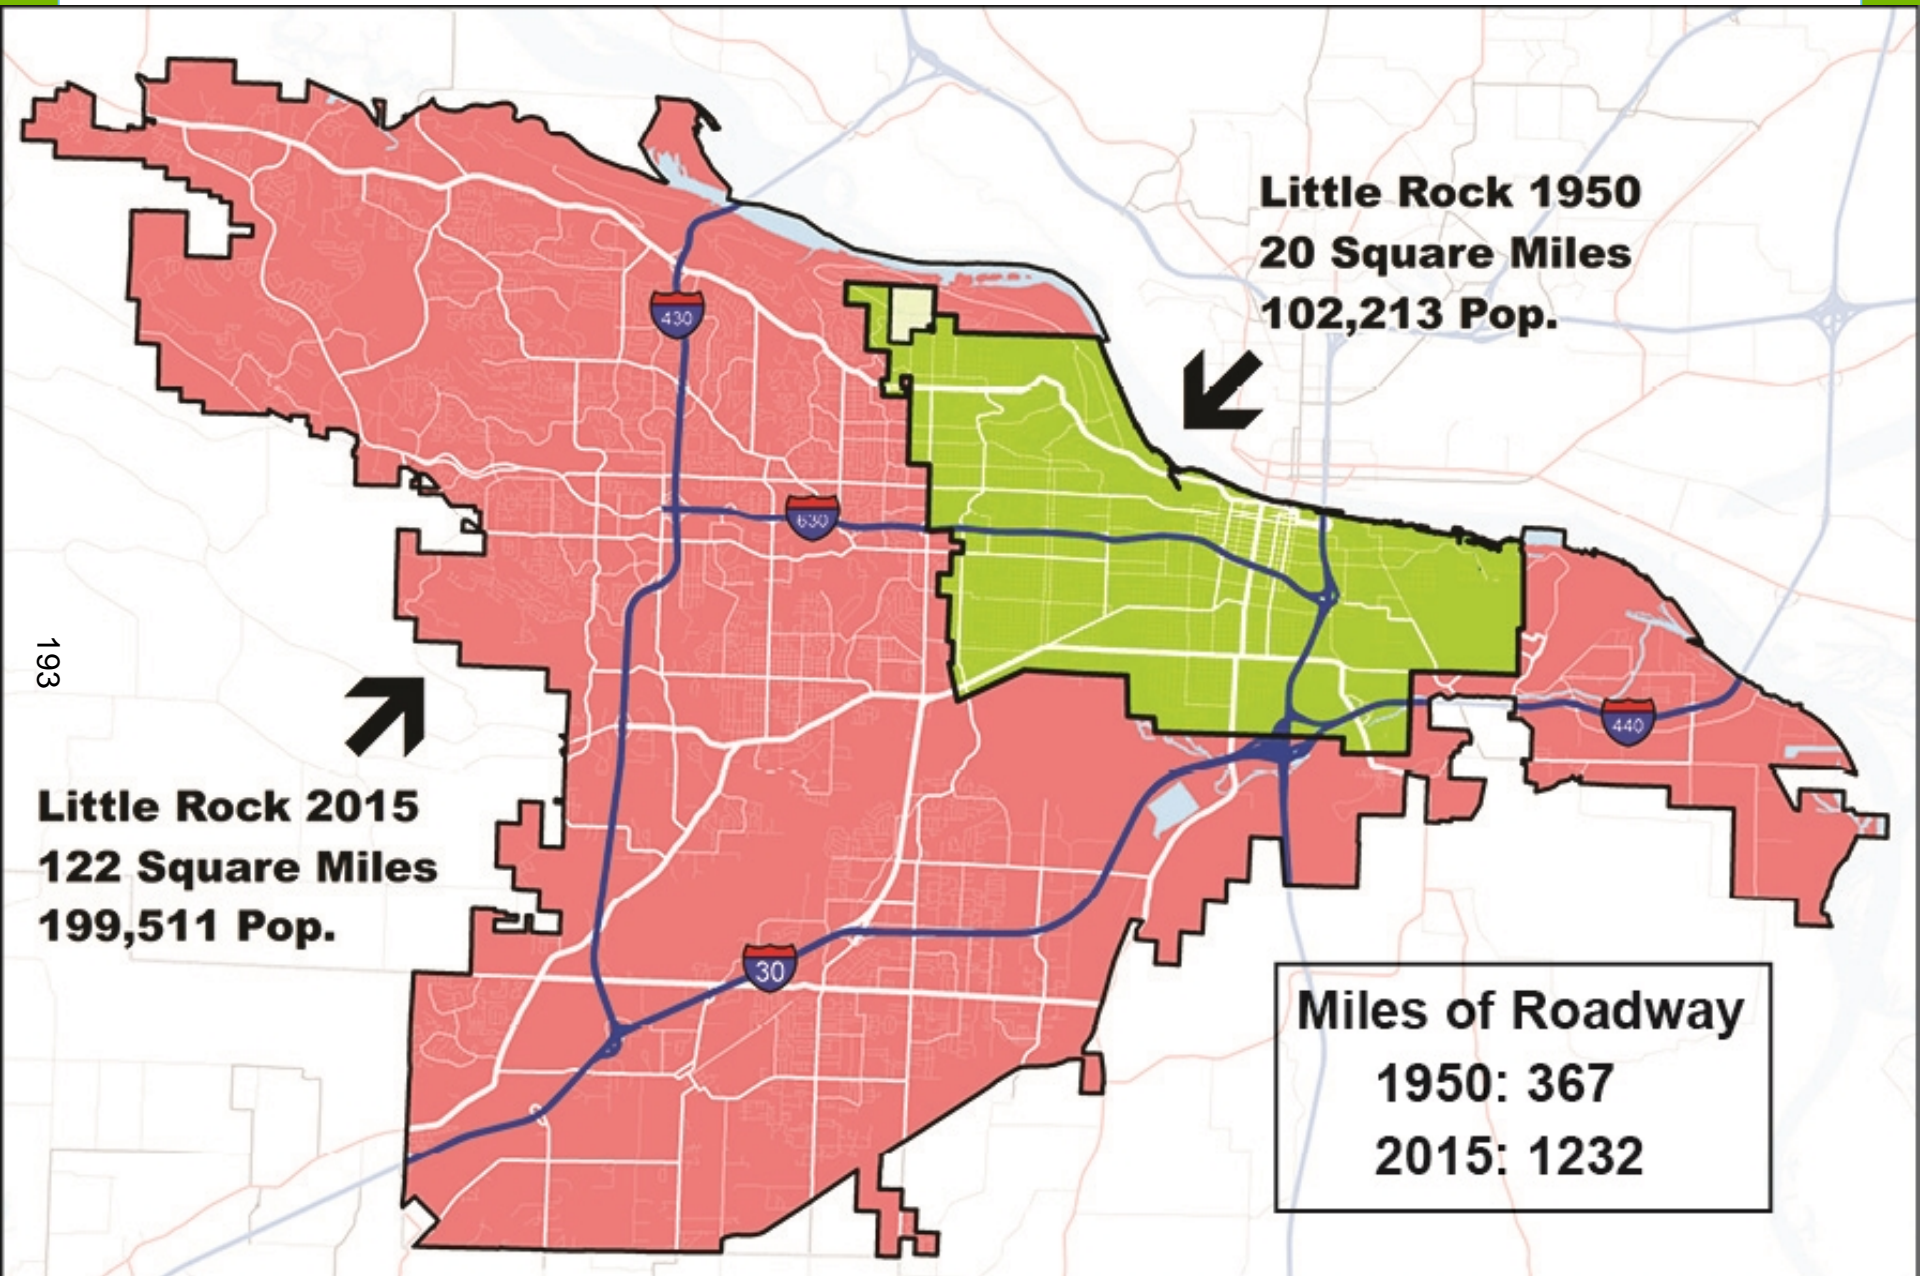 Little Rock 1950
20 Square Miles
102,213 Pop.
430
630
193
440
Little Rock 2015
122 Square Miles
199,511 Pop.
30
Miles of Roadway
1950: 367
2015: 1232